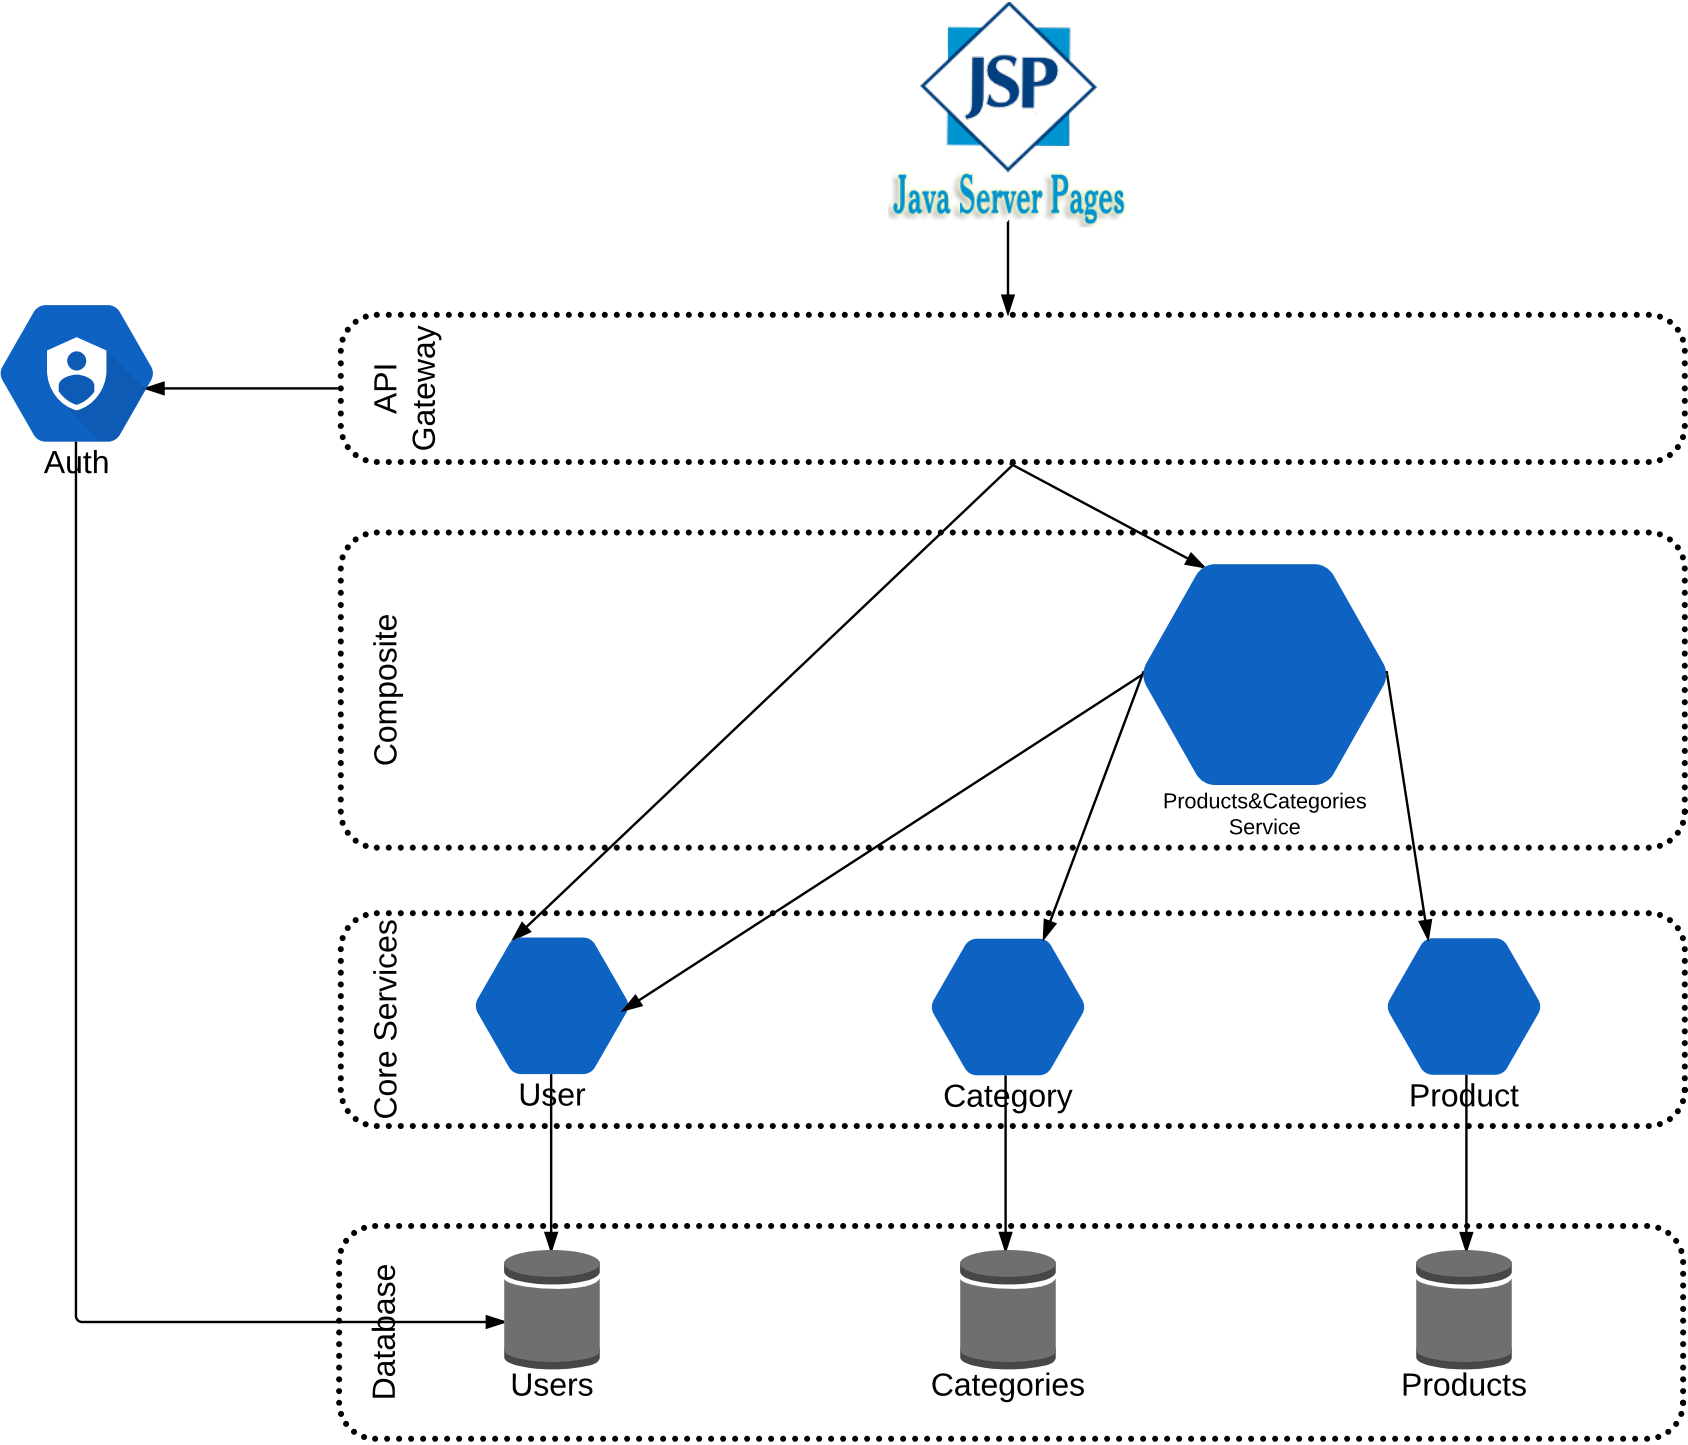 JSP
Java Server Pages
API
Gateway
Auth
Composite
Products&Categories
Service
Core Services
User
Category
Product
Database
Users
Categories
Products